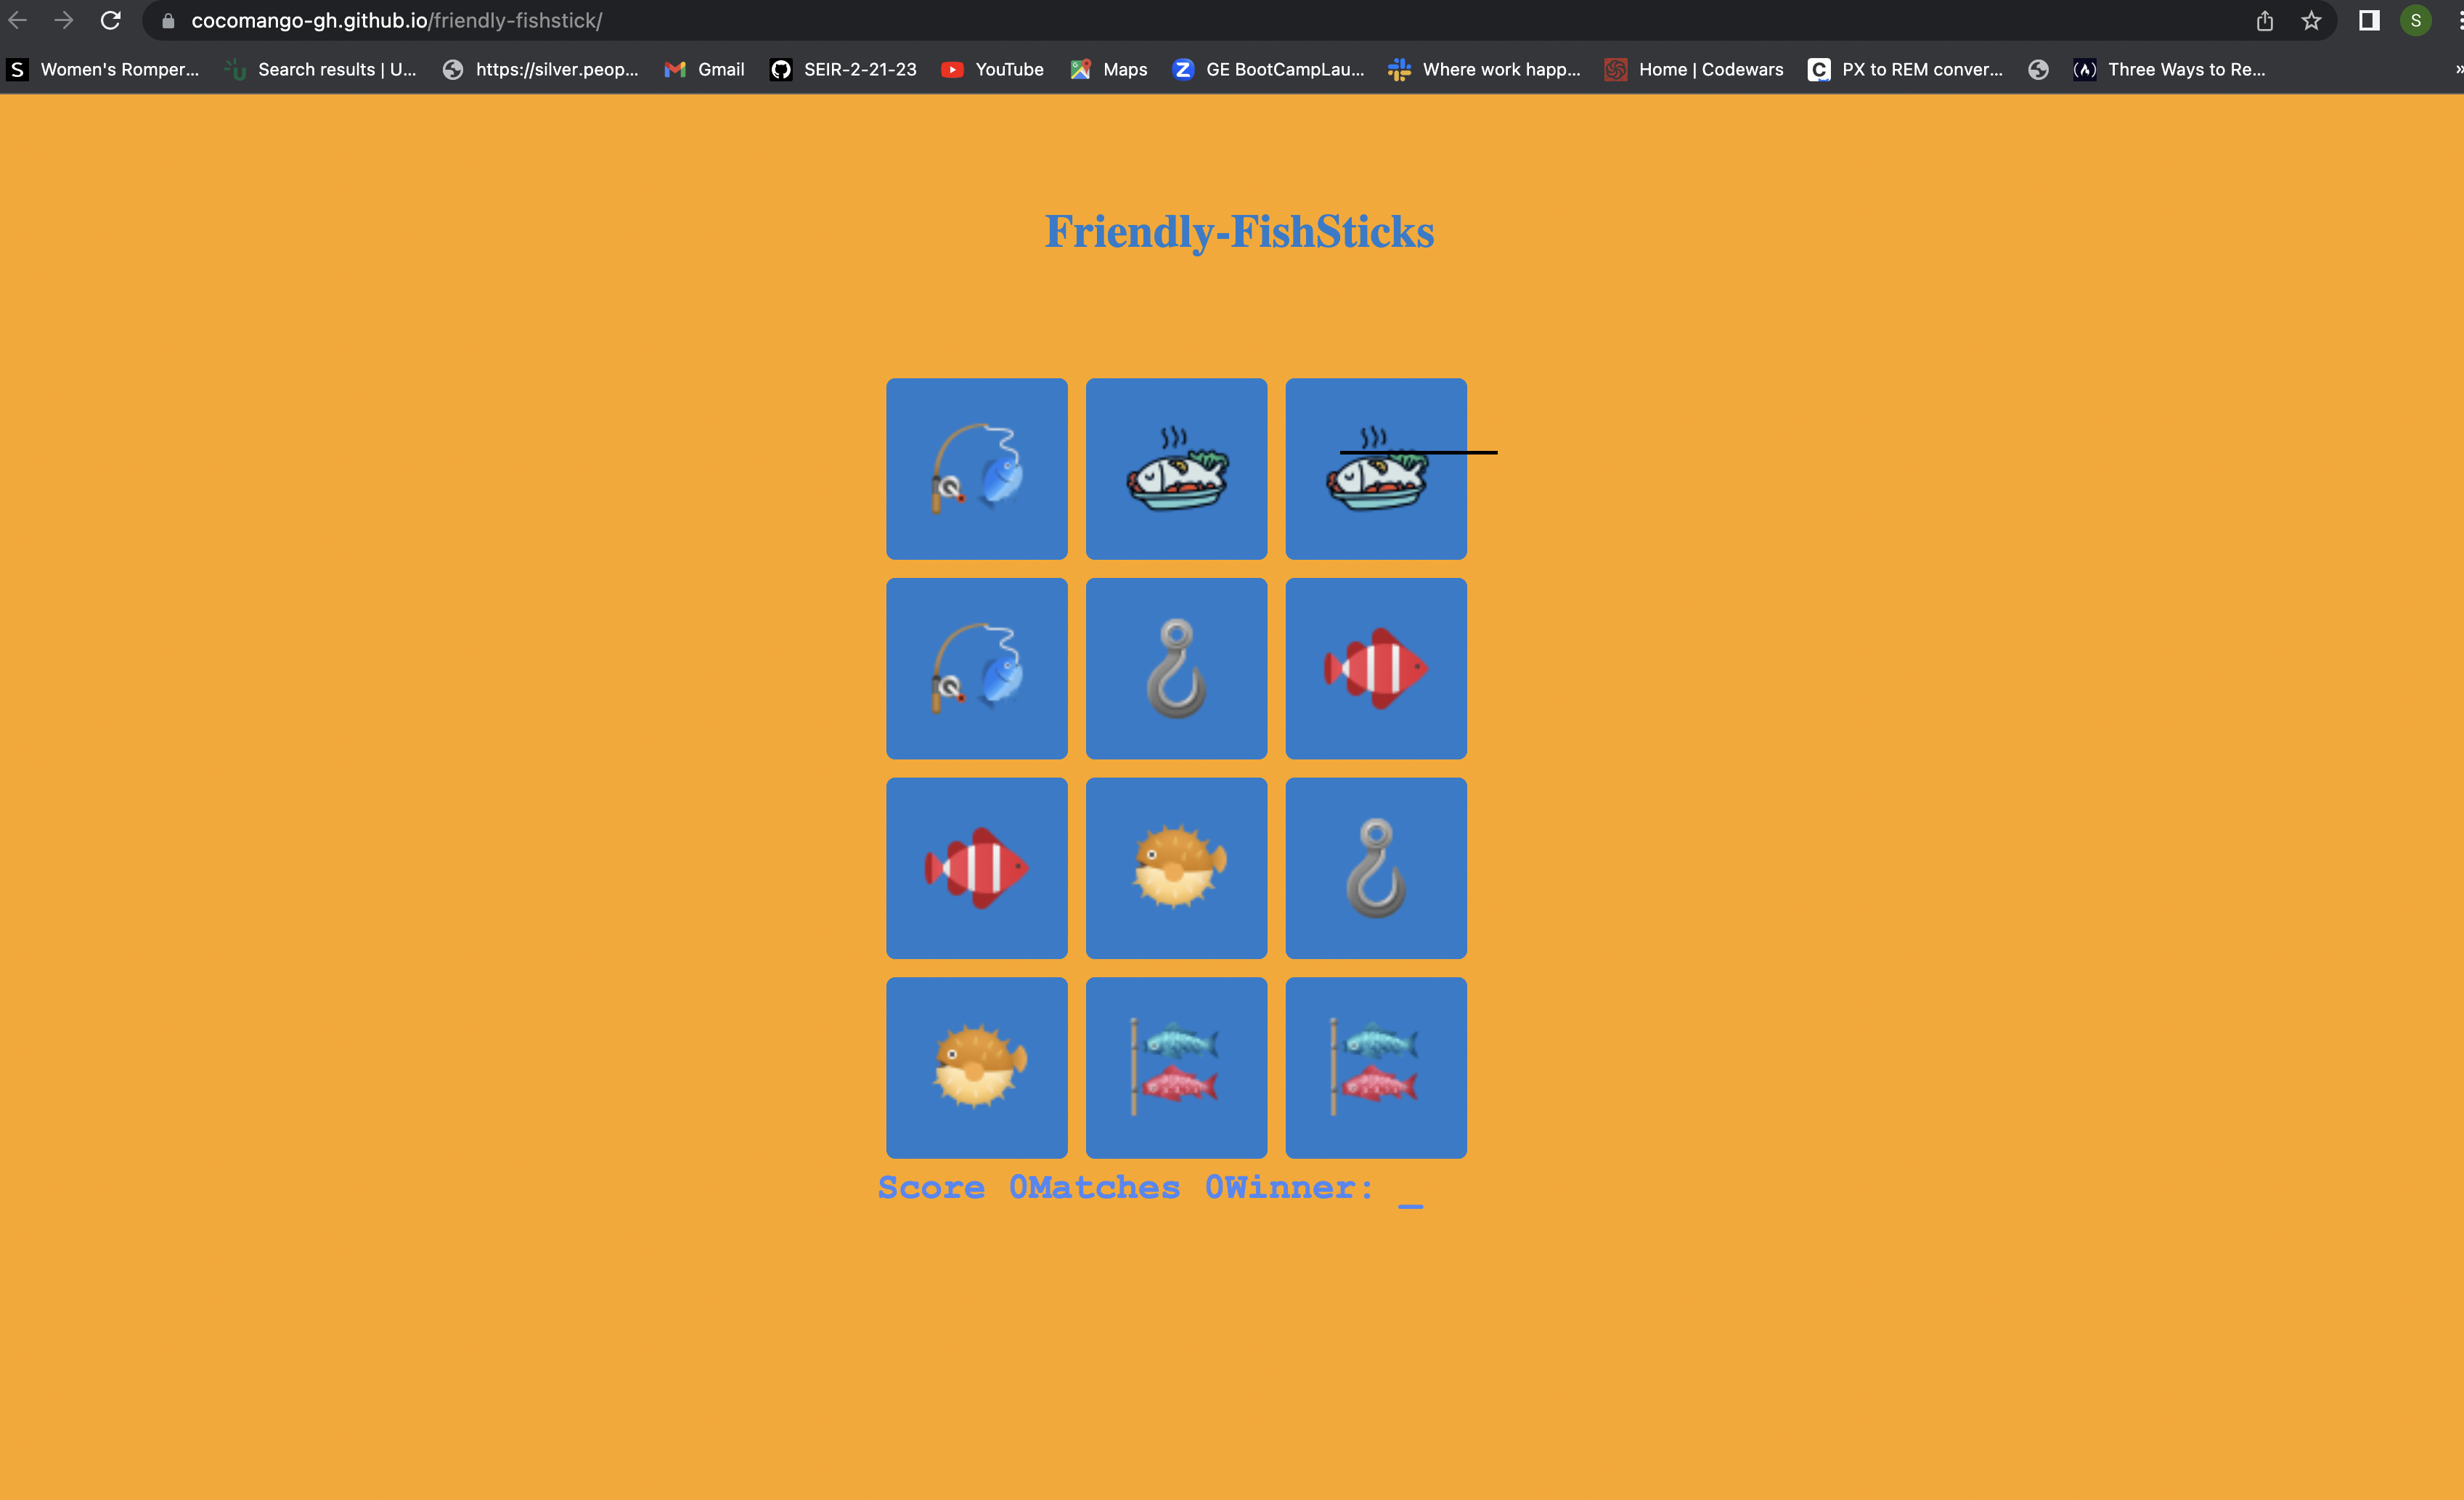 cocomango-gh.github.io/friendly-fishstick/ S
S Women's Romper... Search results | U... https://silver.peop... Gmail SEIR-2-21-23 YouTube Maps Z GE BootCampLau... Where work happ... Home | Codewars C PX to REM conver... Three Ways to Re... »
Friendly-FishSticks
Score 0Matches 0Winner: _